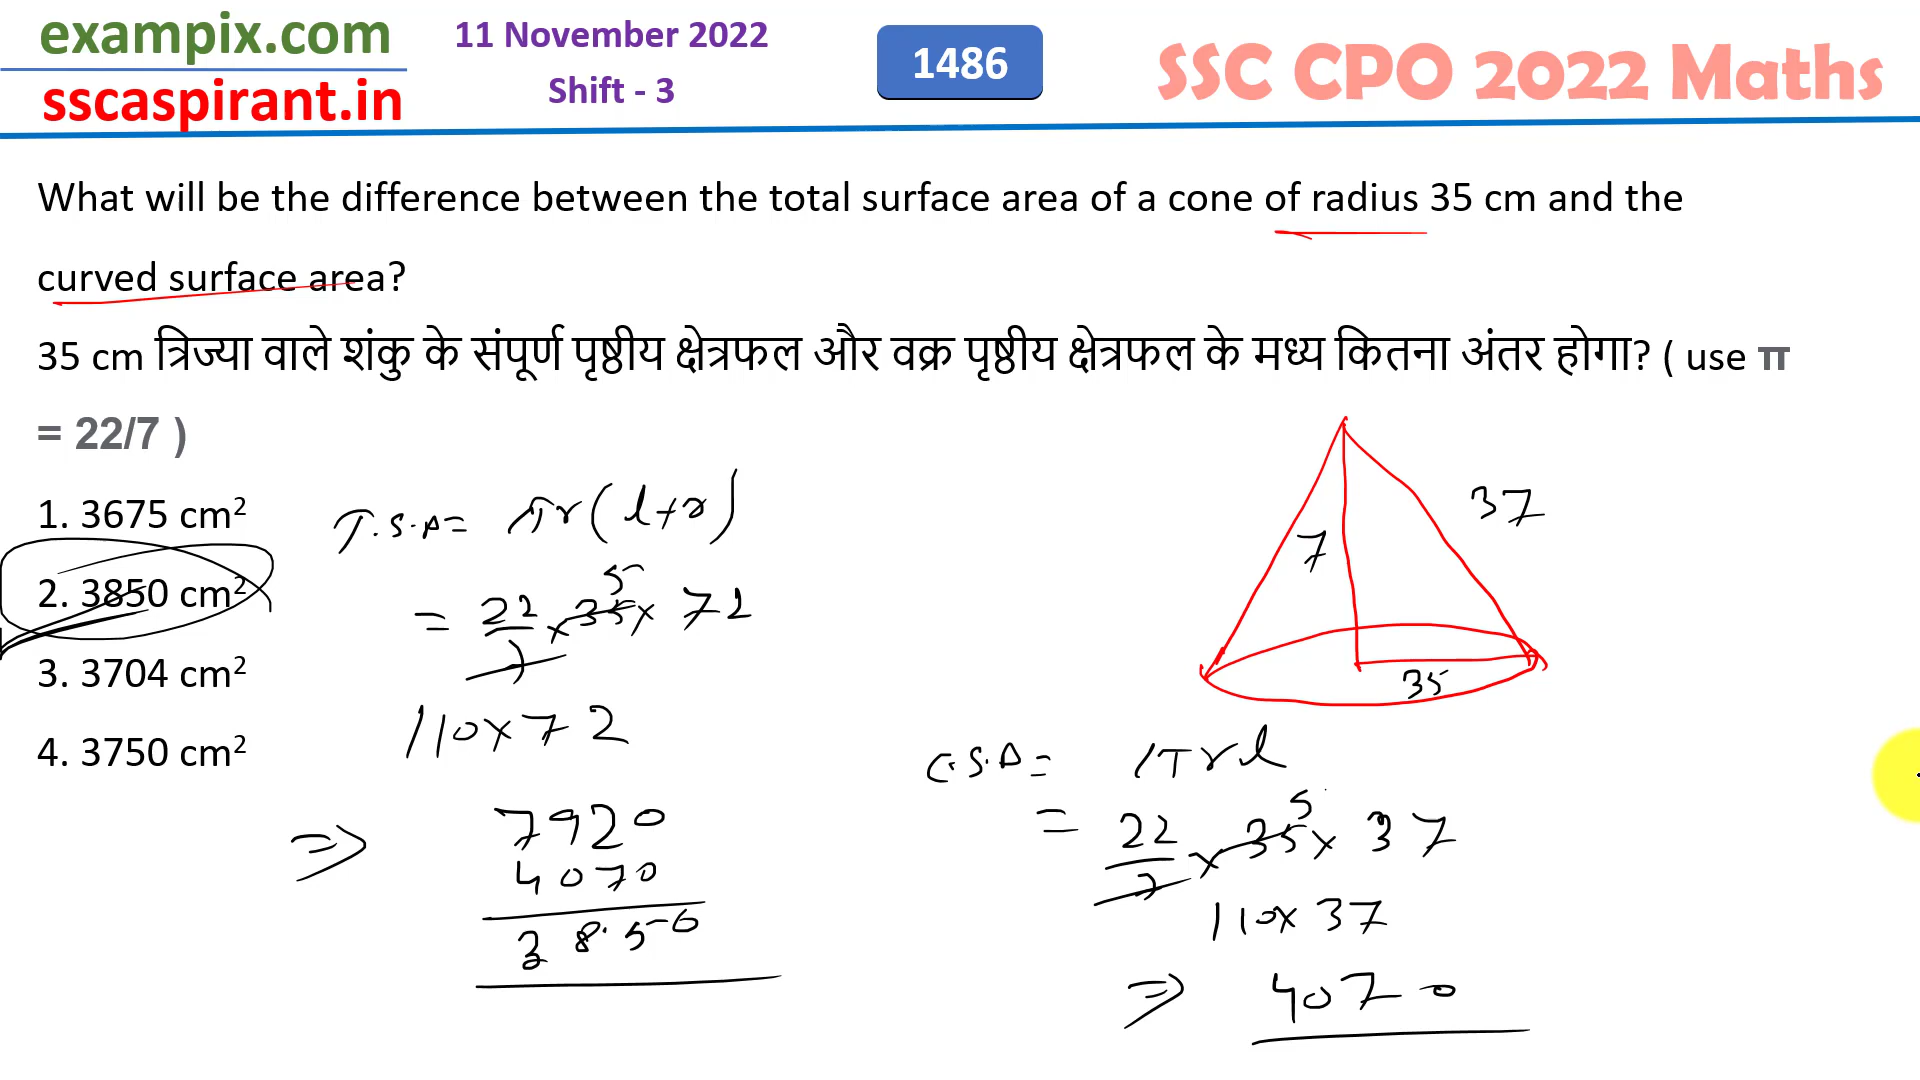 exampix.com
sscaspirant.in
11 November 2022
Shift - 3
1486
SSC CPO 2022 Maths
What will be the difference between the total surface area of a cone of radius 35 cm and the
curved surface area?
35 cm त्रिज्या वाले शंकु के संपूर्ण पृष्ठीय क्षेत्रफल और वक्र पृष्ठीय क्षेत्रफल के मध्य कितना अंतर होगा? ( use π
= 22/7 )
1. 3675 cm²
2. 3850 cm²
3. 3704 cm²
4. 3750 cm²
T.S.A= πr(l+r)
5
= 22/7 × 35 × 72
110×72
⇒ 7920
4070
3850
7
37
35
C.S.A= πrl
5
= 22/7 × 35 × 37
110×37
⇒ 4070